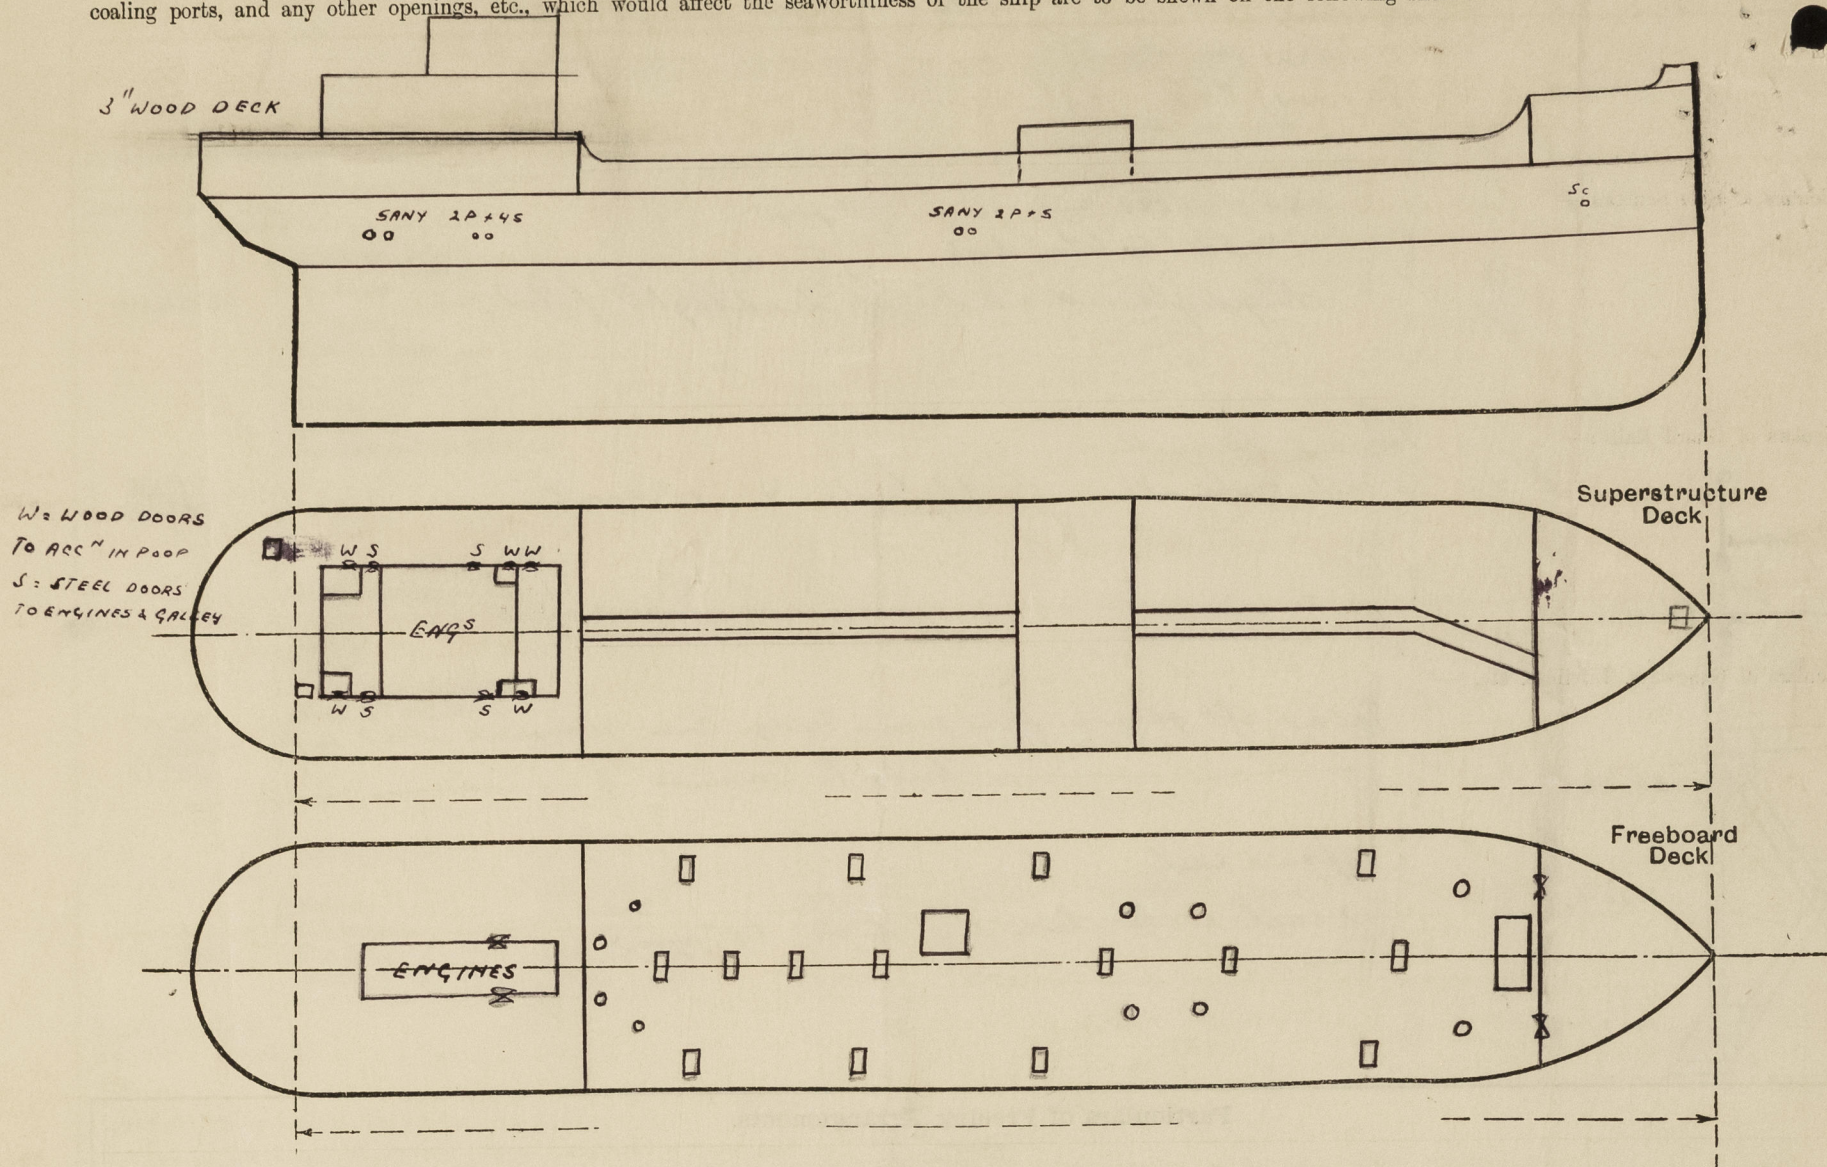 coaling ports, and any other openings, etc., which would affect the seaworthiness of the ship are to be shown on the following
3" WOOD DECK
SANY 2P + 4S
SANY 2P + S
Sc
Superstructure
Deck
W = WOOD DOORS
TO ACCN IN POOP
S = STEEL DOORS
TO ENGINES & GALLEY
W S S W W
ENGS
W S S W
Freeboard
Deck
ENGINES